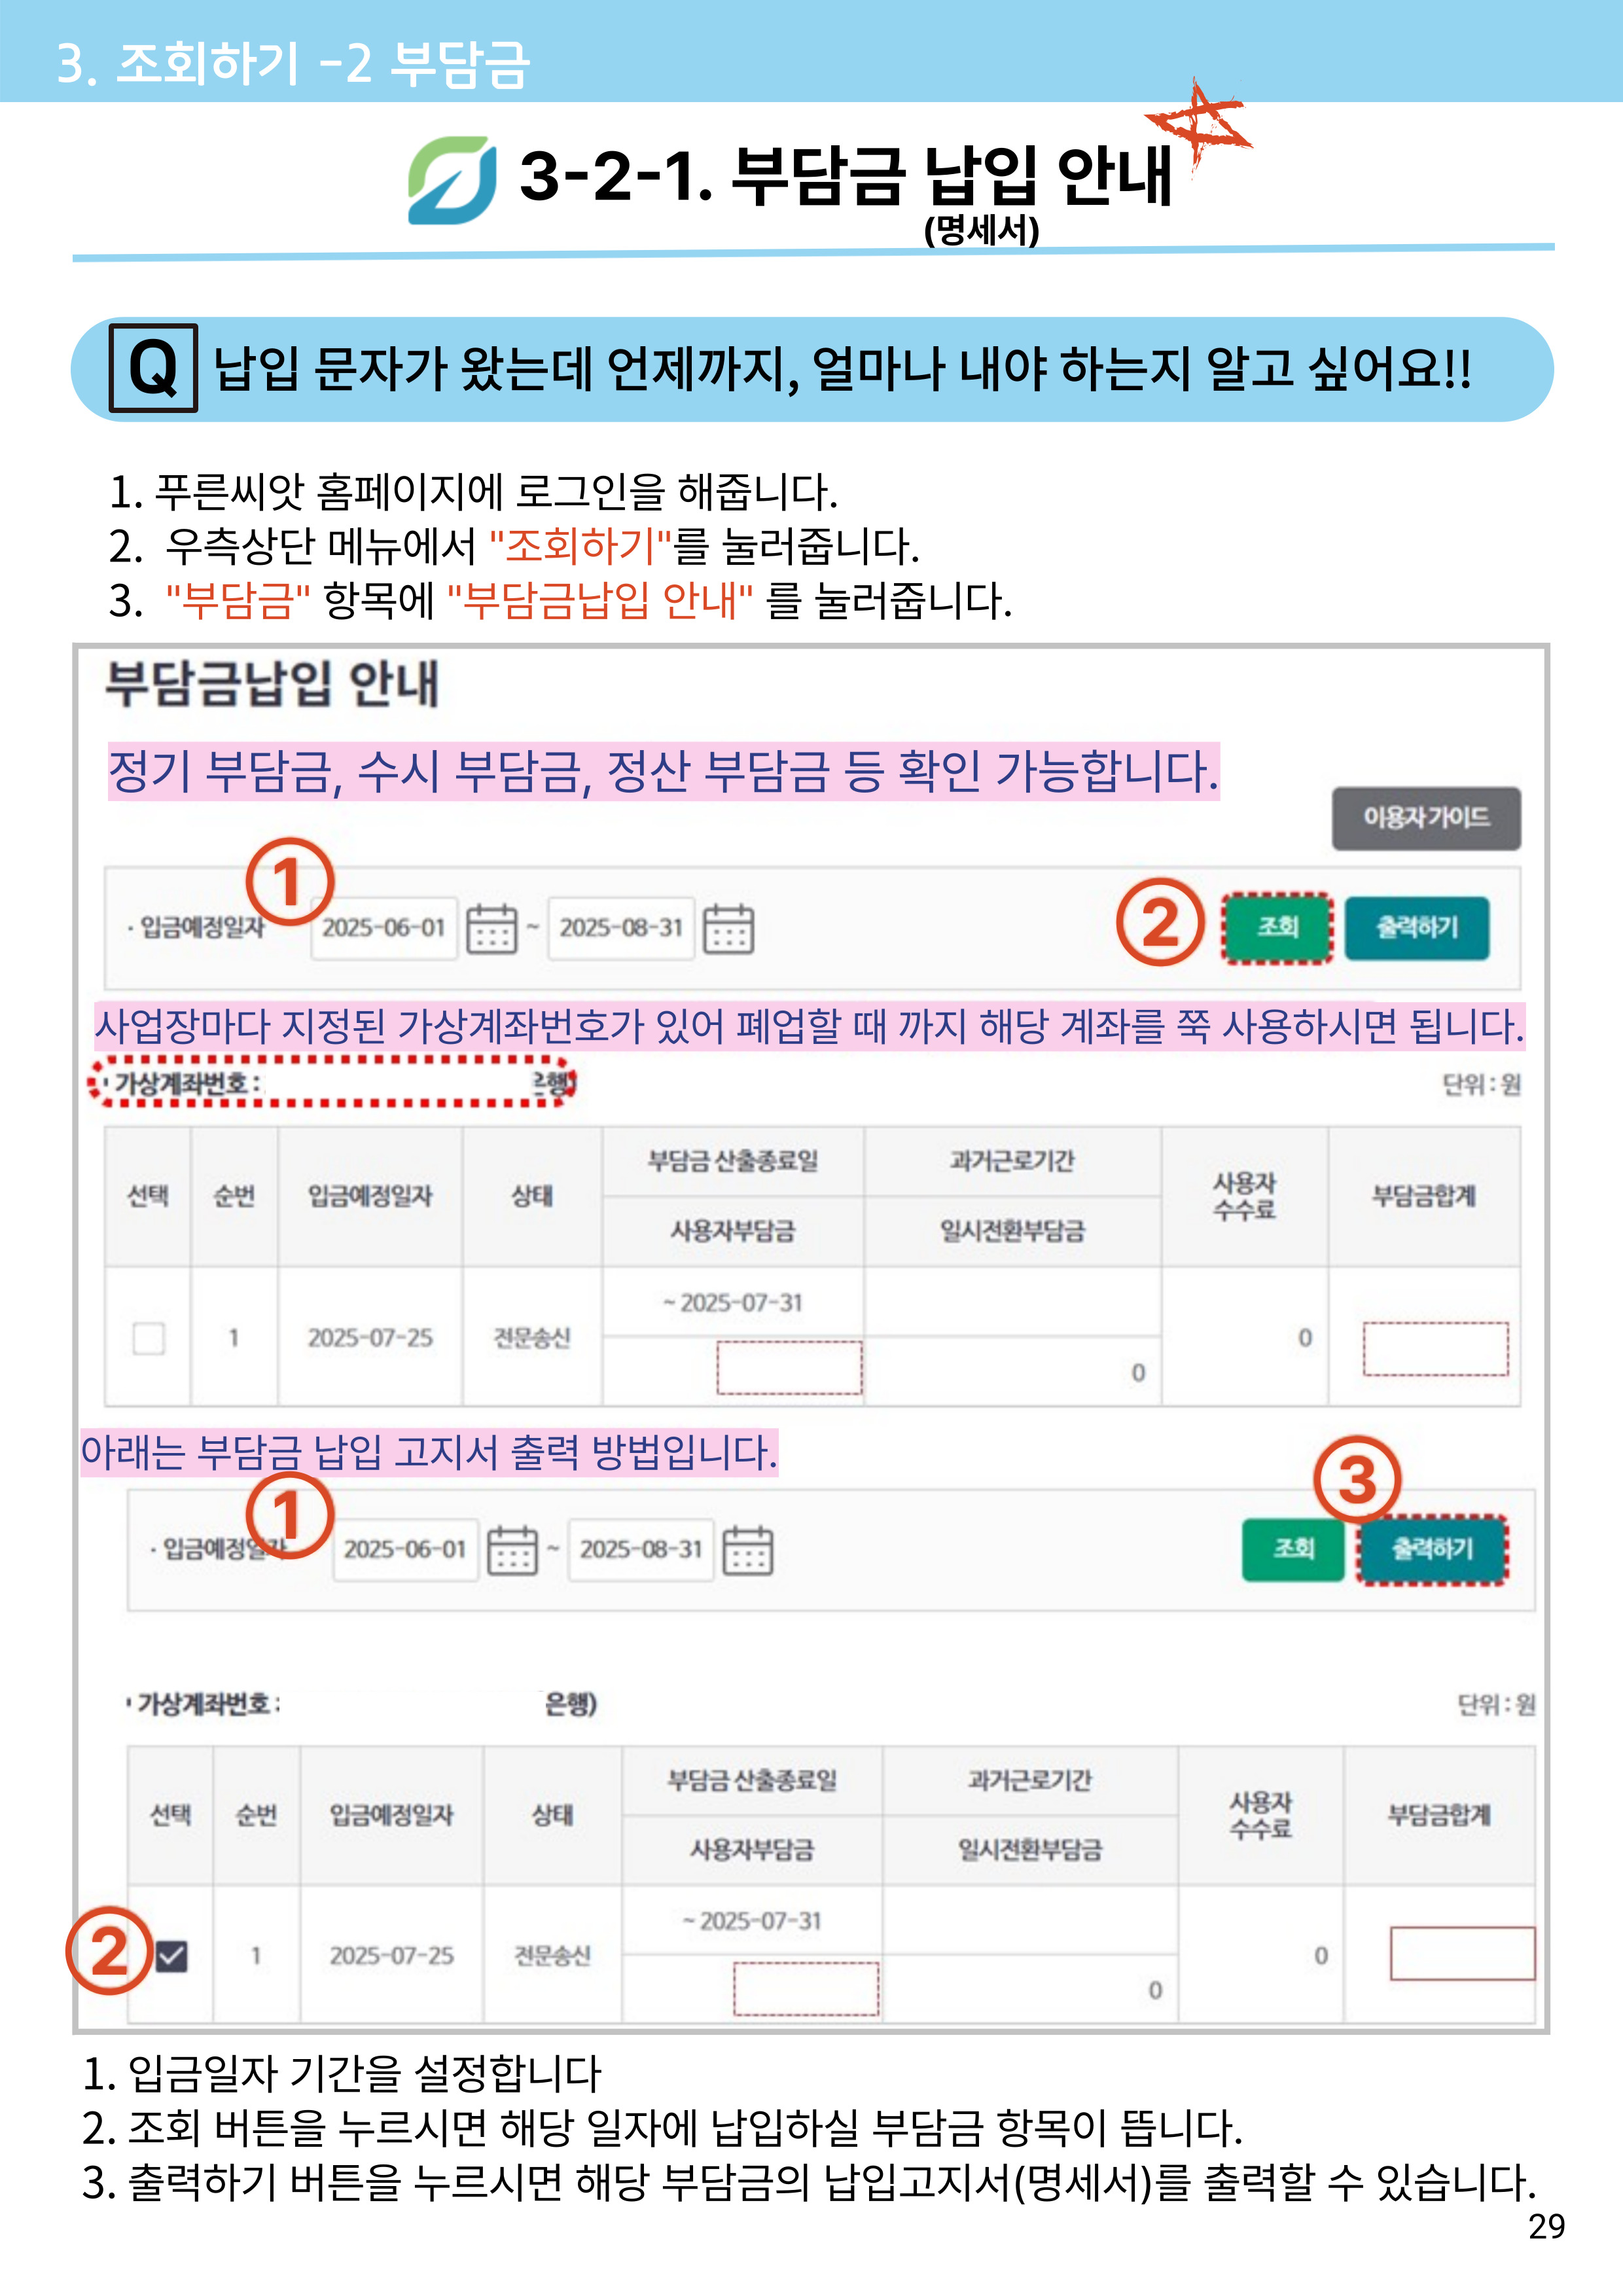 3. 조회하기 -2 부담금
3-2-1. 부담금 납입 안내
(명세서)
Q 납입 문자가 왔는데 언제까지, 얼마나 내야 하는지 알고 싶어요!!
1. 푸른씨앗 홈페이지에 로그인을 해줍니다.
2. 우측상단 메뉴에서 "조회하기"를 눌러줍니다.
3. "부담금" 항목에 "부담금납입 안내" 를 눌러줍니다.
부담금납입 안내
정기 부담금, 수시 부담금, 정산 부담금 등 확인 가능합니다.
이용자 가이드
1
· 입금예정일자 2025-06-01 ~ 2025-08-31 2 조회 출력하기
사업장마다 지정된 가상계좌번호가 있어 폐업할 때 까지 해당 계좌를 쭉 사용하시면 됩니다.
가상계좌번호 : 은행) 단위 : 원
부담금 산출종료일 과거근로기간
선택 순번 입금예정일자 상태 사용자 수수료 부담금합계
사용자부담금 일시전환부담금
~ 2025-07-31
1 2025-07-25 전문송신 0
0
아래는 부담금 납입 고지서 출력 방법입니다.
1 3
· 입금예정일자 2025-06-01 ~ 2025-08-31 조회 출력하기
가상계좌번호 : 은행) 단위 : 원
부담금 산출종료일 과거근로기간
선택 순번 입금예정일자 상태 사용자 수수료 부담금합계
사용자부담금 일시전환부담금
~ 2025-07-31
2 1 2025-07-25 전문송신 0
0
1. 입금일자 기간을 설정합니다
2. 조회 버튼을 누르시면 해당 일자에 납입하실 부담금 항목이 뜹니다.
3. 출력하기 버튼을 누르시면 해당 부담금의 납입고지서(명세서)를 출력할 수 있습니다.
29